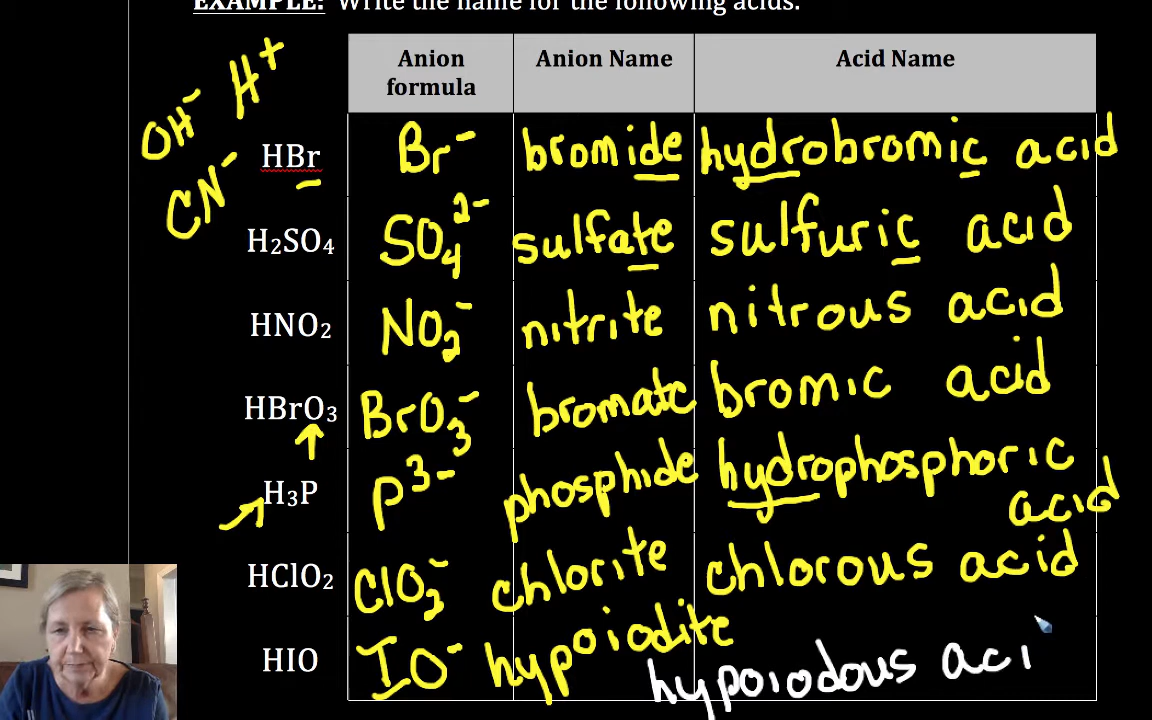 EXAMPLE: Write the name for the following acids.
Anion formula Anion Name Acid Name
OH⁻ H⁺
CN⁻
HBr Br⁻ bromide hydrobromic acid
H₂SO₄ SO₄²⁻ sulfate sulfuric acid
HNO₂ NO₂⁻ nitrite nitrous acid
HBrO₃ BrO₃⁻ bromate bromic acid
H₃P P³⁻ phosphide hydrophosphoric acid
HClO₂ ClO₂⁻ chlorite chlorous acid
HIO IO⁻ hypoiodite hypoiodous aci